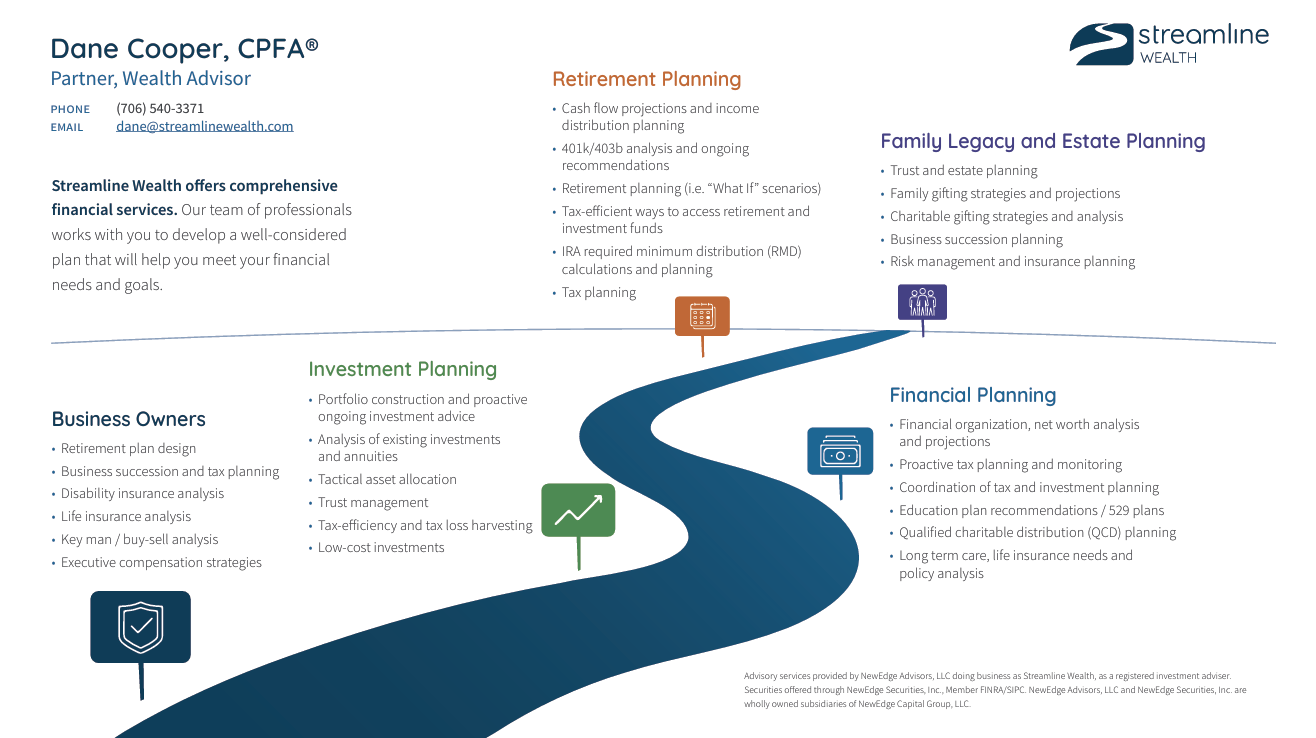 Dane Cooper, CPFA®
Partner, Wealth Advisor
PHONE (706) 540-3371
EMAIL dane@streamlinewealth.com
streamline
WEALTH
Streamline Wealth offers comprehensive
financial services. Our team of professionals
works with you to develop a well-considered
plan that will help you meet your financial
needs and goals.
Retirement Planning
• Cash flow projections and income
distribution planning
• 401k/403b analysis and ongoing
recommendations
• Retirement planning (i.e. “What If” scenarios)
• Tax-efficient ways to access retirement and
investment funds
• IRA required minimum distribution (RMD)
calculations and planning
• Tax planning
Family Legacy and Estate Planning
• Trust and estate planning
• Family gifting strategies and projections
• Charitable gifting strategies and analysis
• Business succession planning
• Risk management and insurance planning
Business Owners
• Retirement plan design
• Business succession and tax planning
• Disability insurance analysis
• Life insurance analysis
• Key man / buy-sell analysis
• Executive compensation strategies
Investment Planning
• Portfolio construction and proactive
ongoing investment advice
• Analysis of existing investments
and annuities
• Tactical asset allocation
• Trust management
• Tax-efficiency and tax loss harvesting
• Low-cost investments
Financial Planning
• Financial organization, net worth analysis
and projections
• Proactive tax planning and monitoring
• Coordination of tax and investment planning
• Education plan recommendations / 529 plans
• Qualified charitable distribution (QCD) planning
• Long term care, life insurance needs and
policy analysis
Advisory services provided by NewEdge Advisors, LLC doing business as Streamline Wealth, as a registered investment adviser.
Securities offered through NewEdge Securities, Inc., Member FINRA/SIPC. NewEdge Advisors, LLC and NewEdge Securities, Inc. are
wholly owned subsidiaries of NewEdge Capital Group, LLC.